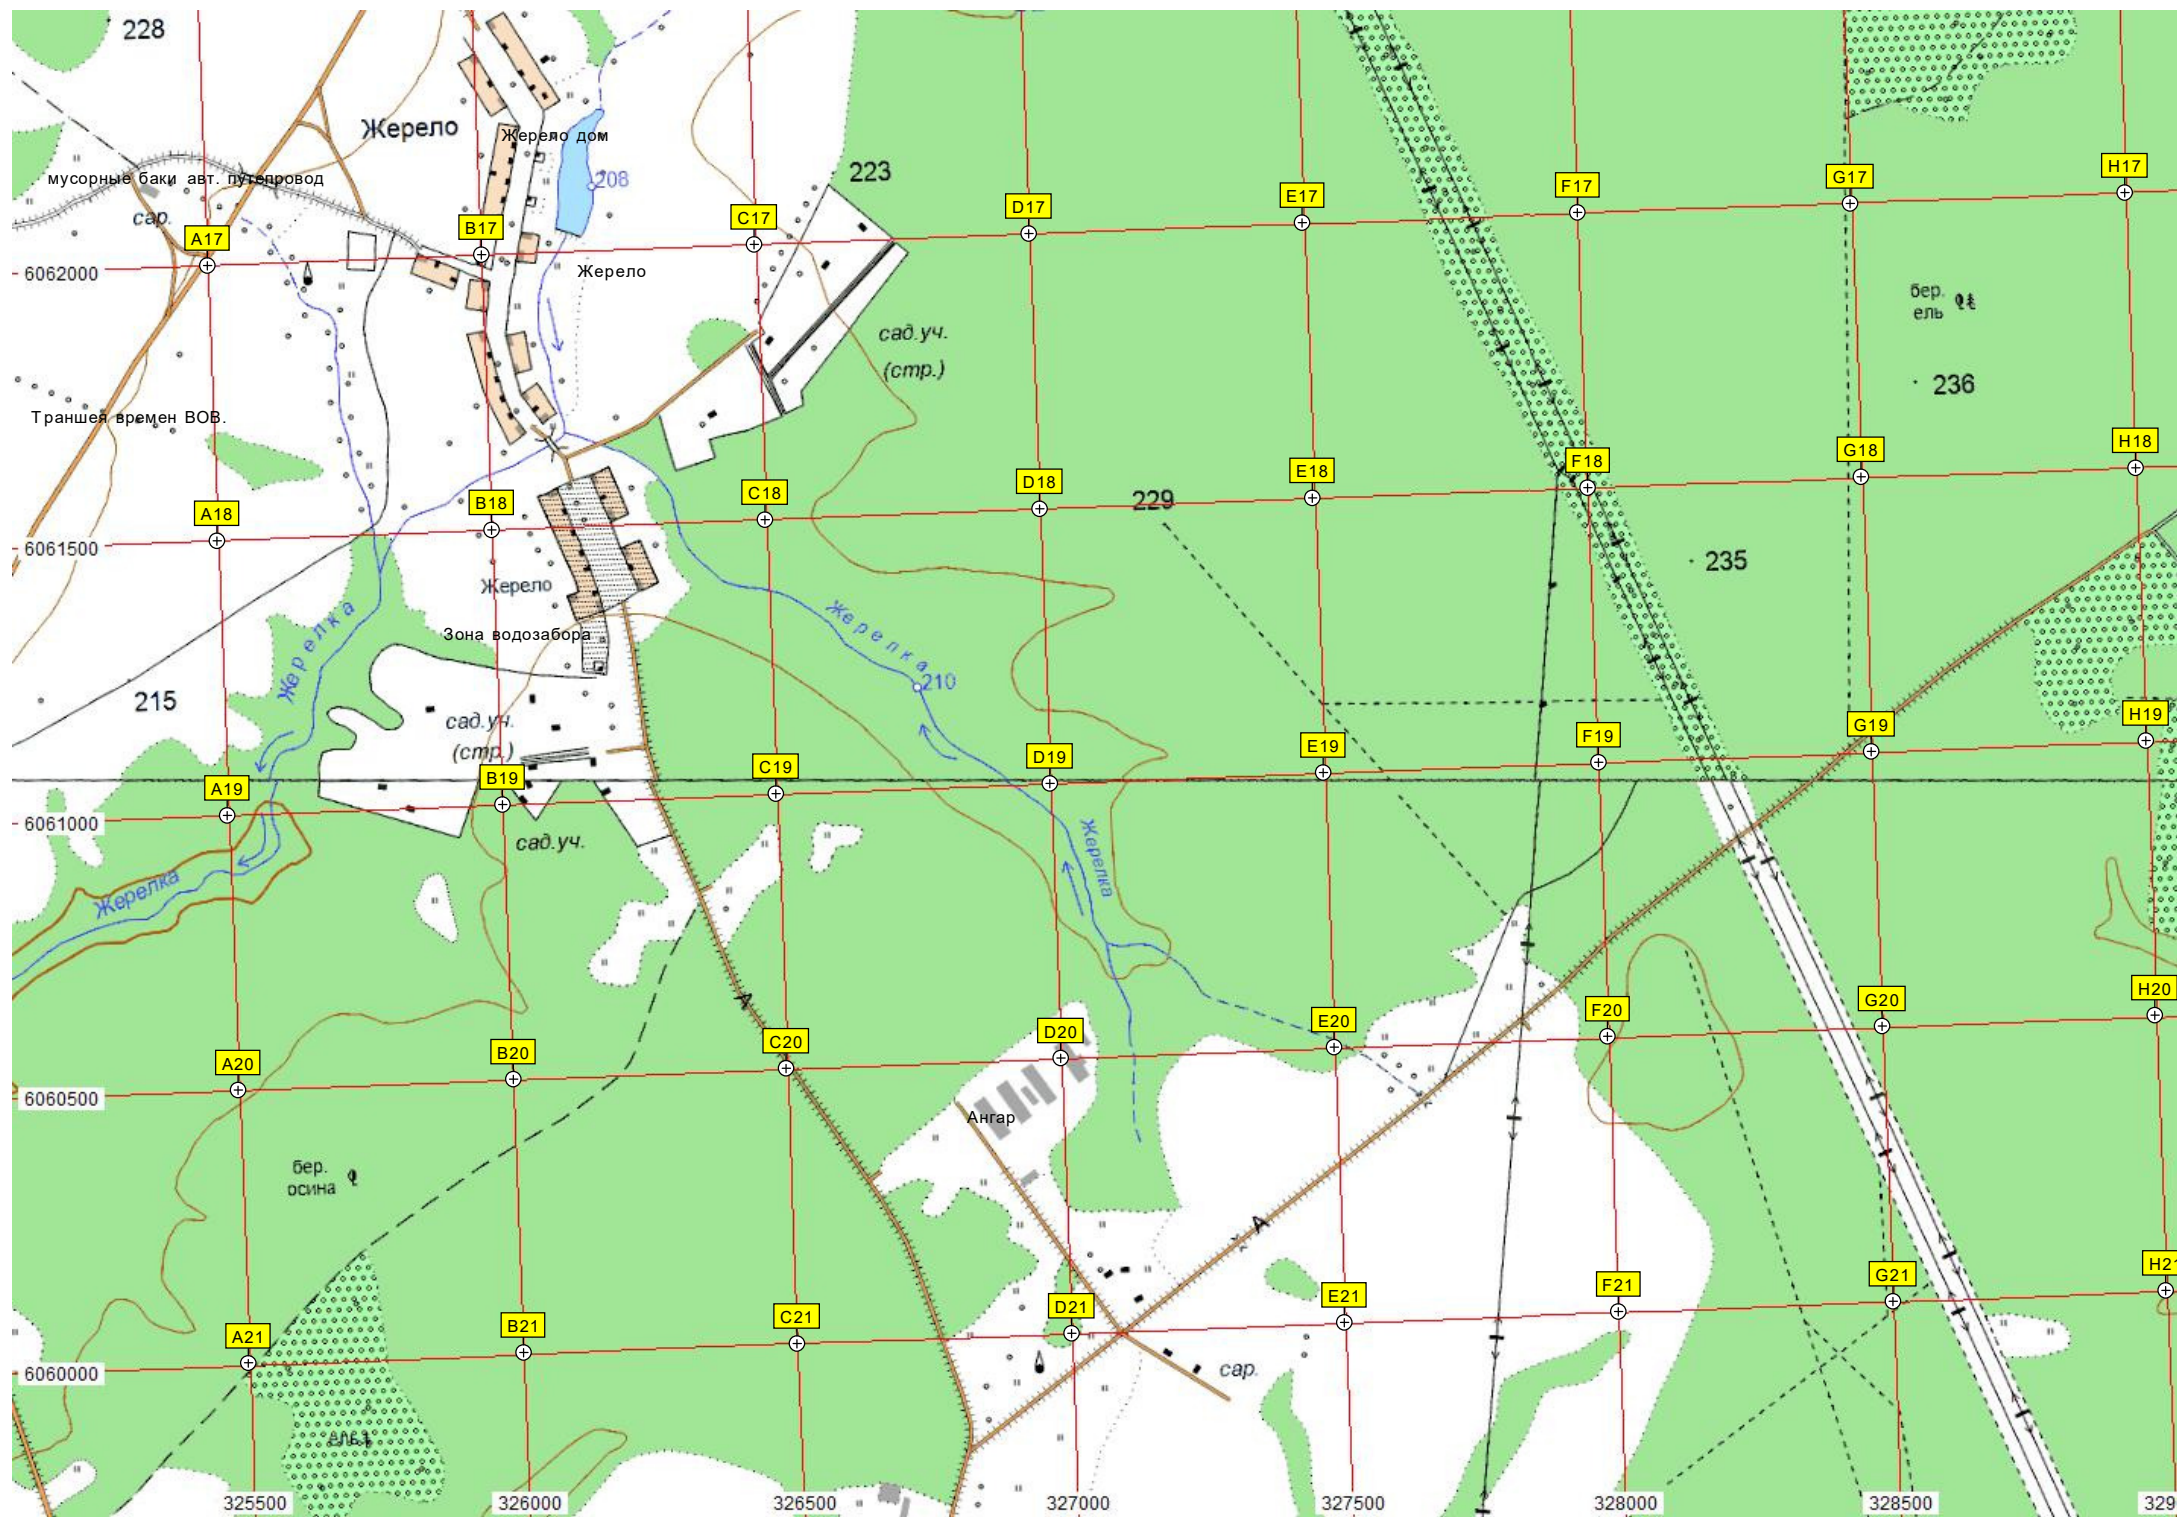 228
Жерело
Жерело дом
208
223
мусорные баки авт. путепровод
сар.
A17
B17
C17
D17
E17
F17
G17
H17
6062000
Жерело
бер.
ель
сад.уч.
(стр.)
236
Траншея времен ВОВ.
A18
B18
C18
D18
E18
F18
G18
H18
229
6061500
235
Жерело
Жерелка
Жерелка
Зона водозабора
210
215
сад.уч.
(стр.)
A19
B19
C19
D19
E19
F19
G19
H19
6061000
сад.уч.
Жерелка
Жерелка
A
A20
B20
C20
D20
E20
F20
G20
H20
6060500
Ангар
бер.
осина
A
A21
B21
C21
D21
E21
F21
G21
H21
6060000
сар.
325500
326000
326500
327000
327500
328000
328500
329